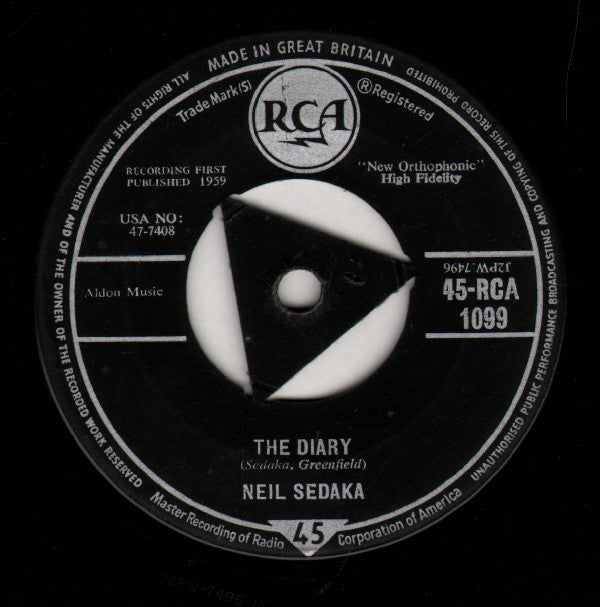 MADE IN GREAT BRITAIN
ALL RIGHTS OF THE MANUFACTURER AND OF THE OWNER OF THE RECORDED WORK RESERVED
UNAUTHORISED PUBLIC PERFORMANCE BROADCASTING AND COPYING OF THIS RECORD PROHIBITED
Trade Mark(S)
RCA
®Registered
RECORDING FIRST
PUBLISHED 1959
"New Orthophonic"
High Fidelity
USA NO:
47-7408
J2PW.7496
Aldon Music
45-RCA
1099
THE DIARY
(Sedaka, Greenfield)
NEIL SEDAKA
Master Recording of Radio
45
Corporation of America